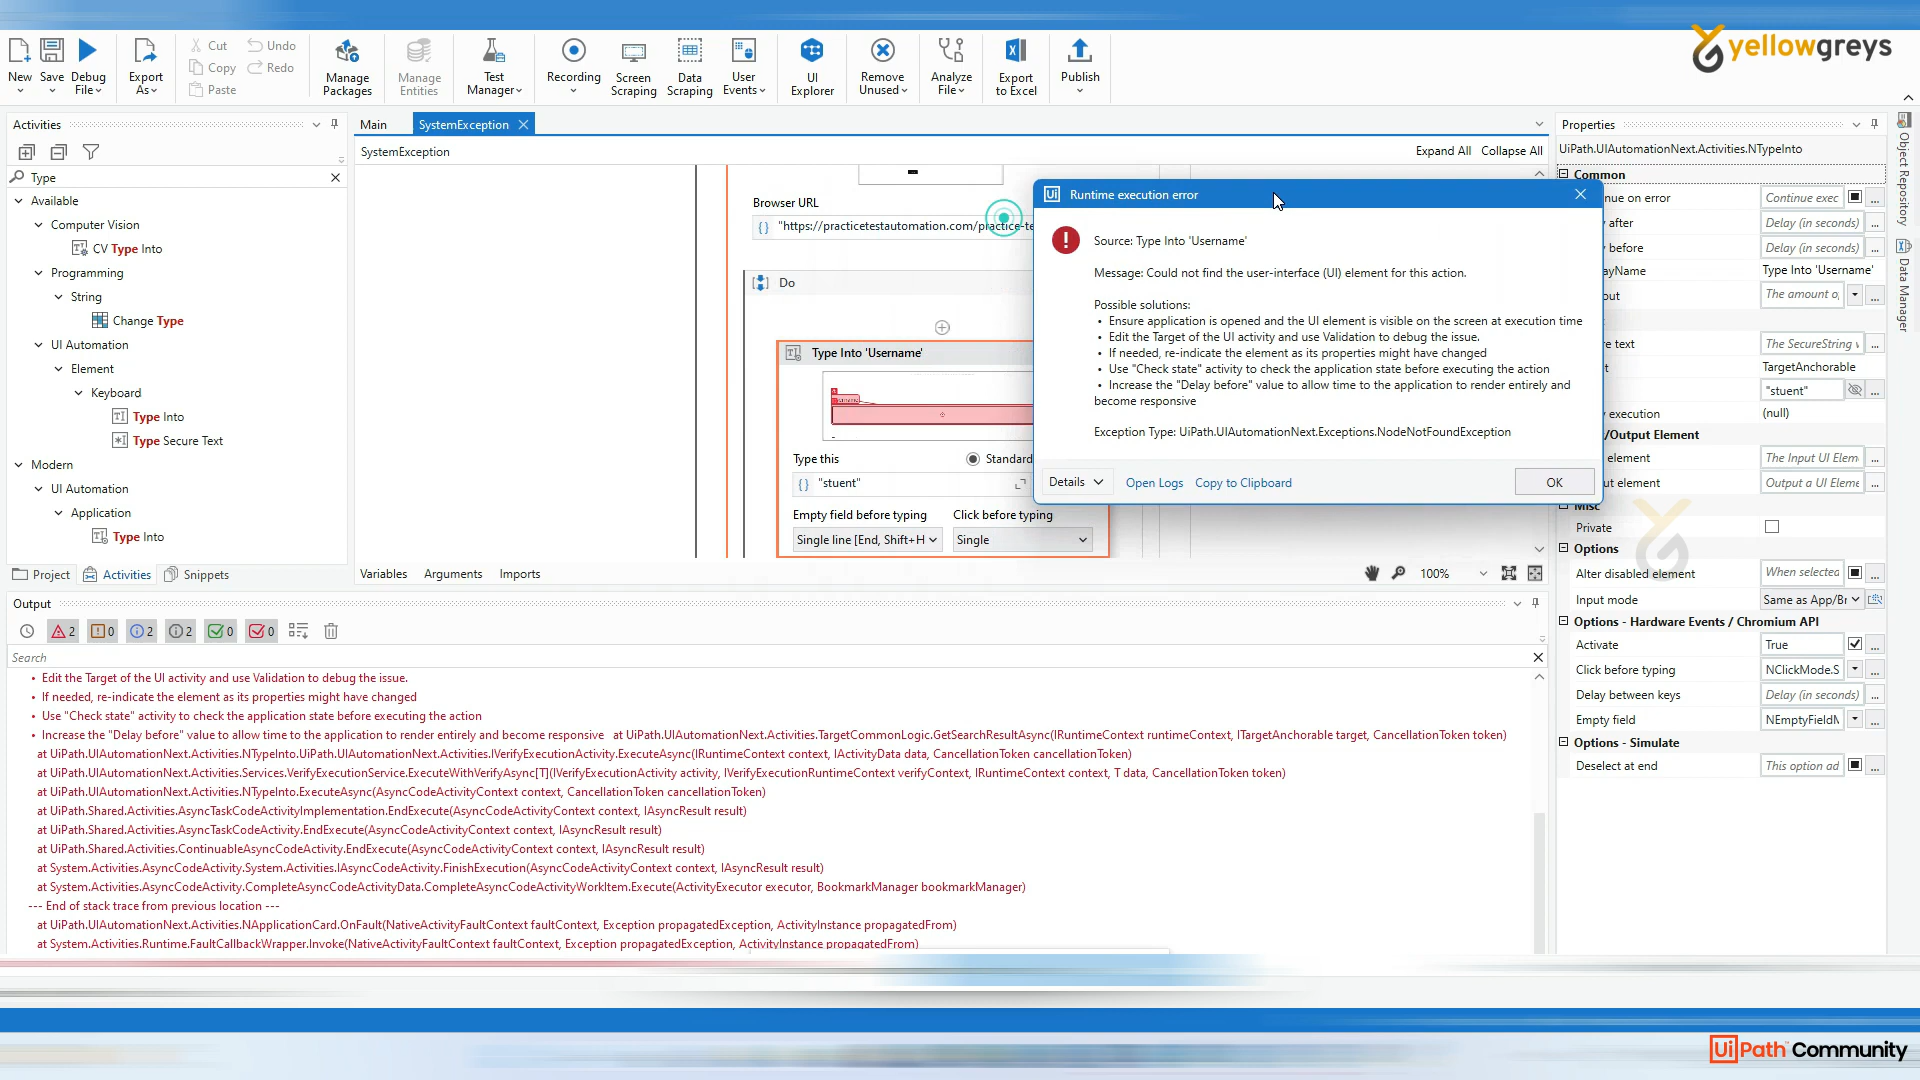 yellowgreys
New
Save
Debug File
Export As
Cut
Copy
Paste
Undo
Redo
Manage Packages
Manage Entities
Test Manager
Recording
Screen Scraping
Data Scraping
User Events
UI Explorer
Remove Unused
Analyze File
Export to Excel
Publish
Activities
Type
Available
Computer Vision
CV Type Into
Programming
String
Change Type
UI Automation
Element
Keyboard
Type Into
Type Secure Text
Modern
UI Automation
Application
Type Into
Project
Activities
Snippets
Main
SystemException
SystemException
Expand All
Collapse All
Browser URL
"https://practicetestautomation.com/practice-te
Do
Type Into 'Username'
Type this
Standard
"stuent"
Empty field before typing
Click before typing
Single line [End, Shift+H
Single
Variables
Arguments
Imports
100%
Runtime execution error
Source: Type Into 'Username'
Message: Could not find the user-interface (UI) element for this action.
Possible solutions:
• Ensure application is opened and the UI element is visible on the screen at execution time
• Edit the Target of the UI activity and use Validation to debug the issue.
• If needed, re-indicate the element as its properties might have changed
• Use "Check state" activity to check the application state before executing the action
• Increase the "Delay before" value to allow time to the application to render entirely and
become responsive
Exception Type: UiPath.UIAutomationNext.Exceptions.NodeNotFoundException
Details
Open Logs
Copy to Clipboard
OK
Properties
UiPath.UIAutomationNext.Activities.NTypeInto
Common
nue on error
Continue exec
after
Delay (in seconds)
before
Delay (in seconds)
ayName
Type Into 'Username'
out
The amount o
re text
The SecureString v
t
TargetAnchorable
"stuent"
execution
(null)
/Output Element
element
The Input UI Elem
ut element
Output a UI Eleme
Misc
Private
Options
Alter disabled element
When selected
Input mode
Same as App/Br
Options - Hardware Events / Chromium API
Activate
True
Click before typing
NClickMode.S
Delay between keys
Delay (in seconds)
Empty field
NEmptyFieldM
Options - Simulate
Deselect at end
This option ad
Object Repository
Data Manager
Output
2
0
2
2
0
0
Search
• Edit the Target of the UI activity and use Validation to debug the issue.
• If needed, re-indicate the element as its properties might have changed
• Use "Check state" activity to check the application state before executing the action
• Increase the "Delay before" value to allow time to the application to render entirely and become responsive at UiPath.UIAutomationNext.Activities.TargetCommonLogic.GetSearchResultAsync(IRuntimeContext runtimeContext, ITargetAnchorable target, CancellationToken token)
at UiPath.UIAutomationNext.Activities.NTypeInto.UiPath.UIAutomationNext.Activities.IVerifyExecutionActivity.ExecuteAsync(IRuntimeContext context, IActivityData data, CancellationToken cancellationToken)
at UiPath.UIAutomationNext.Activities.Services.VerifyExecutionService.ExecuteWithVerifyAsync[T](IVerifyExecutionActivity activity, IVerifyExecutionRuntimeContext verifyContext, IRuntimeContext context, T data, CancellationToken token)
at UiPath.UIAutomationNext.Activities.NTypeInto.ExecuteAsync(AsyncCodeActivityContext context, CancellationToken cancellationToken)
at UiPath.Shared.Activities.AsyncTaskCodeActivityImplementation.EndExecute(AsyncCodeActivityContext context, IAsyncResult result)
at UiPath.Shared.Activities.AsyncTaskCodeActivity.EndExecute(AsyncCodeActivityContext context, IAsyncResult result)
at UiPath.Shared.Activities.ContinuableAsyncCodeActivity.EndExecute(AsyncCodeActivityContext context, IAsyncResult result)
at System.Activities.AsyncCodeActivity.System.Activities.IAsyncCodeActivity.FinishExecution(AsyncCodeActivityContext context, IAsyncResult result)
at System.Activities.AsyncCodeActivity.CompleteAsyncCodeActivityData.CompleteAsyncCodeActivityWorkItem.Execute(ActivityExecutor executor, BookmarkManager bookmarkManager)
--- End of stack trace from previous location ---
at UiPath.UIAutomationNext.Activities.NApplicationCard.OnFault(NativeActivityFaultContext faultContext, Exception propagatedException, ActivityInstance propagatedFrom)
at System.Activities.Runtime.FaultCallbackWrapper.Invoke(NativeActivityFaultContext faultContext, Exception propagatedException, ActivityInstance propagatedFrom)
UiPath Community